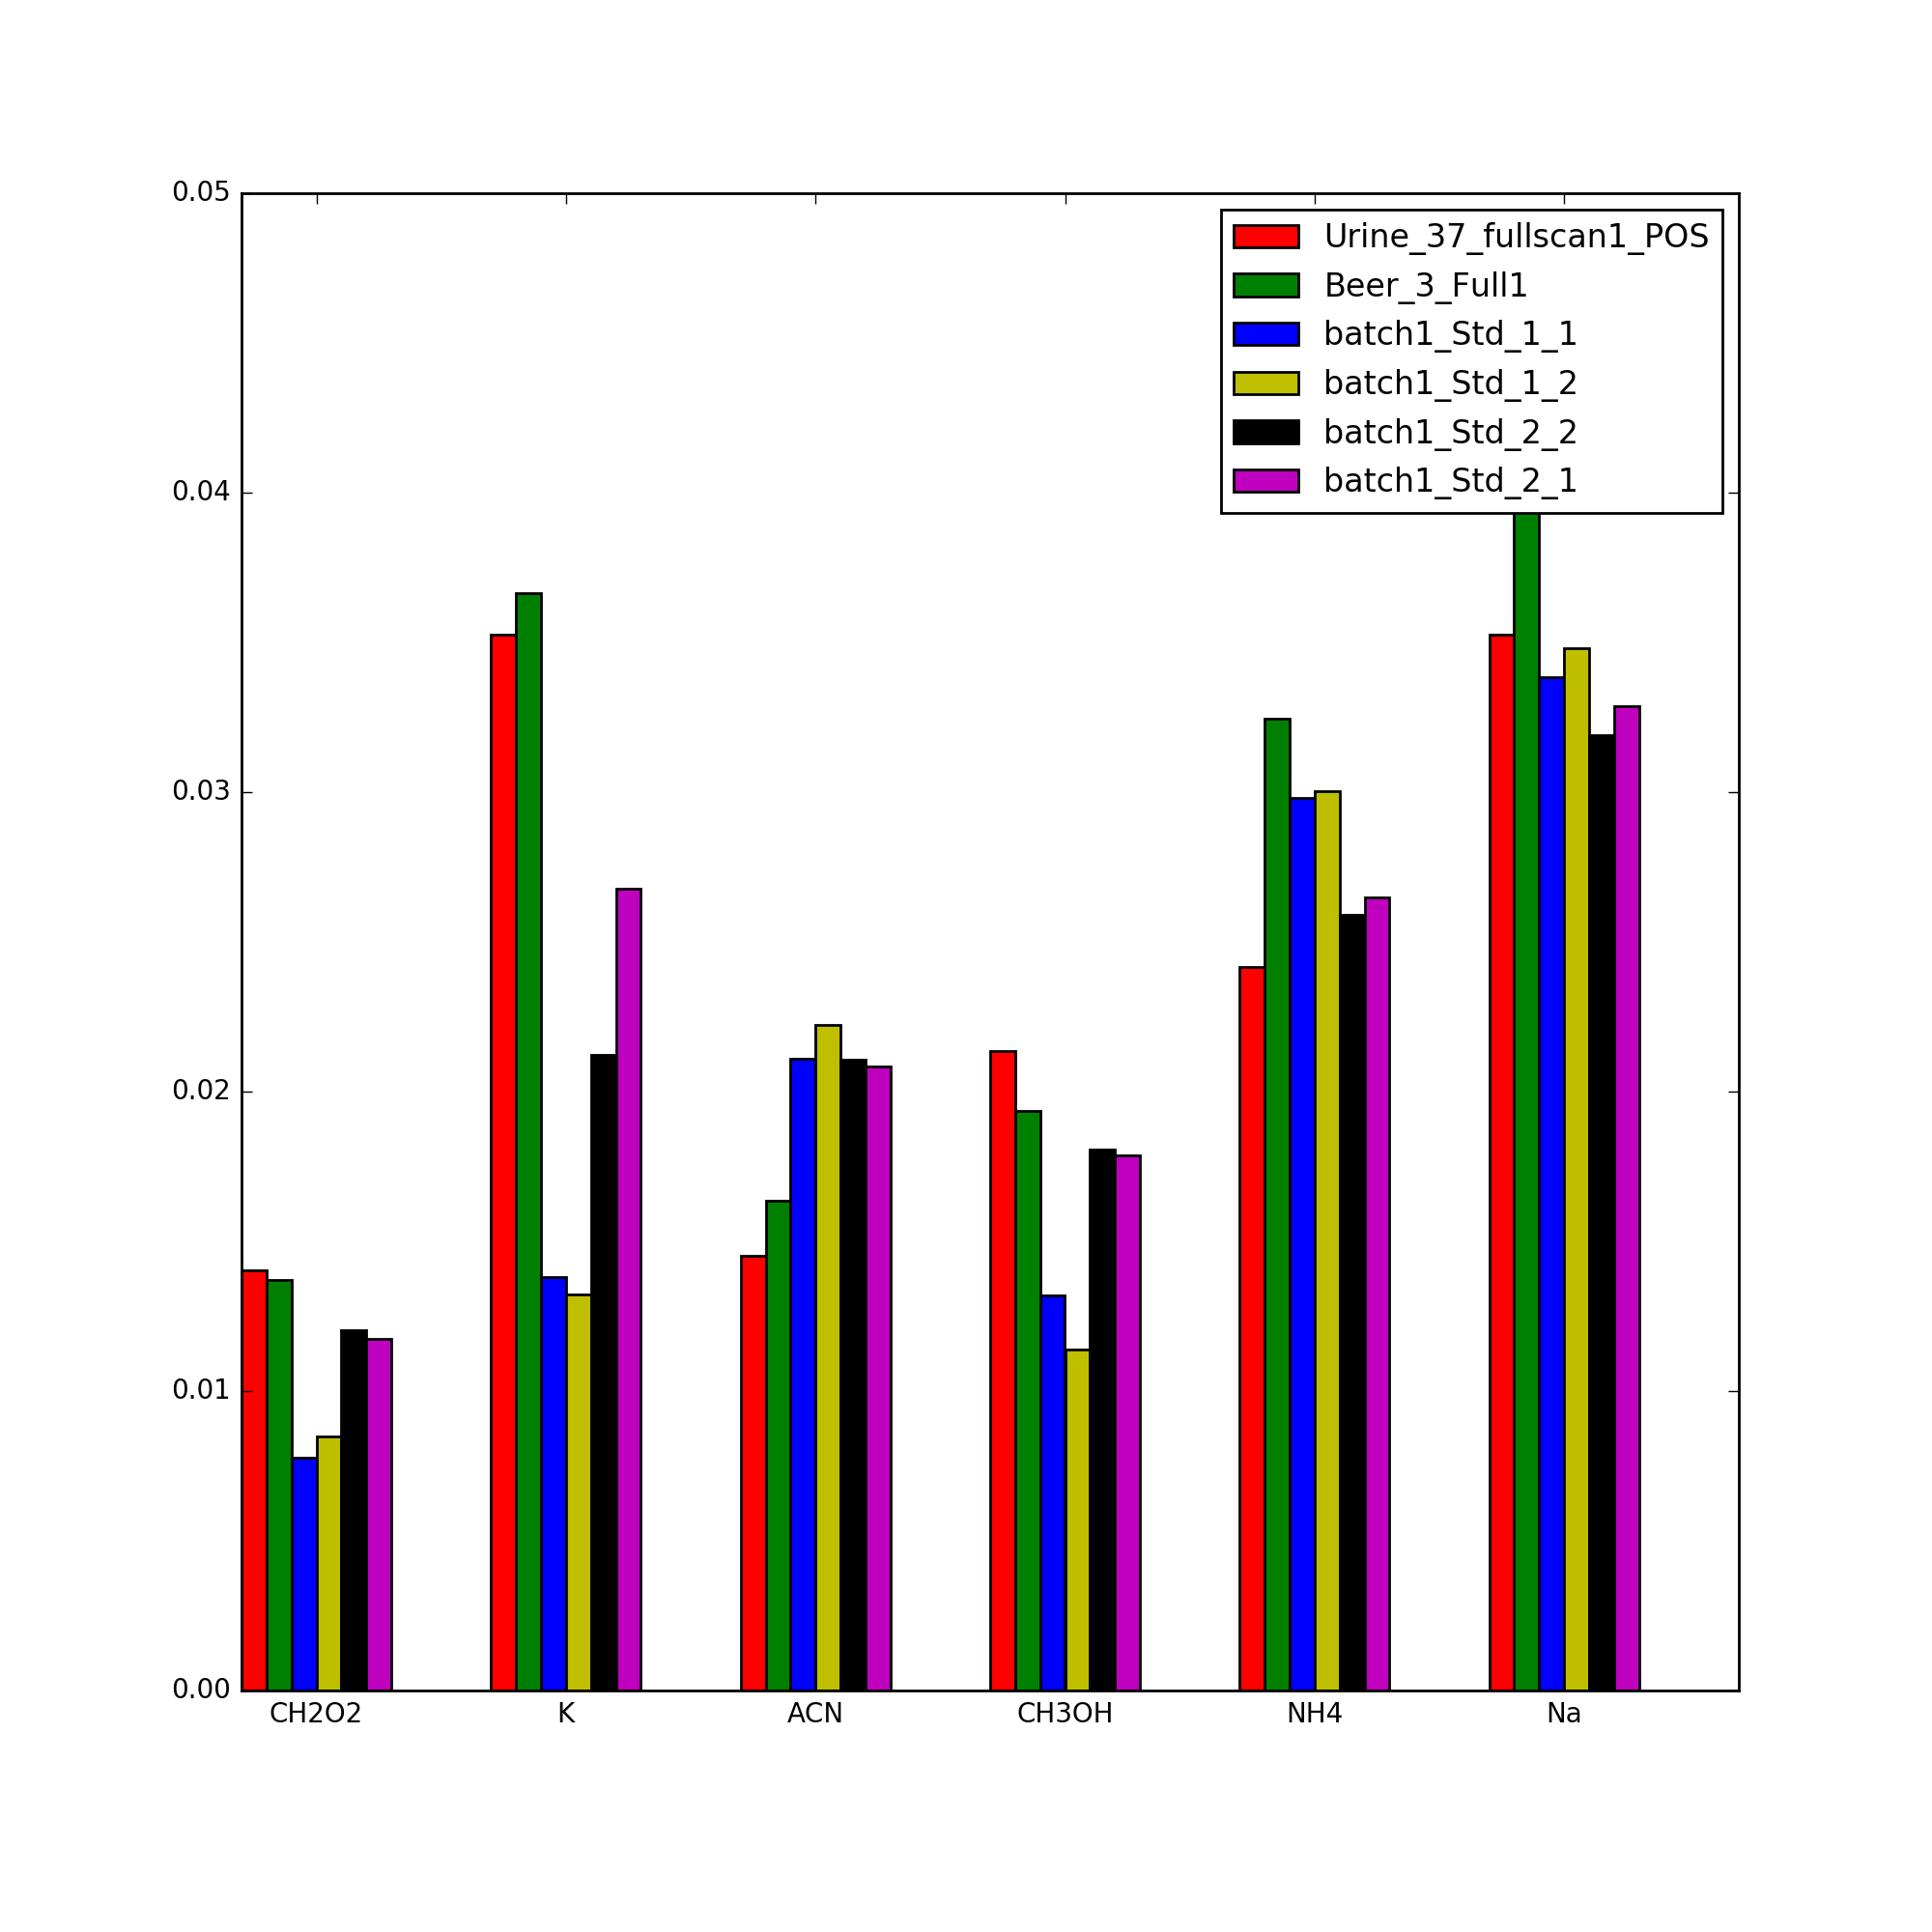 0.05
0.04
0.03
0.02
0.01
0.00
Urine_37_fullscan1_POS
Beer_3_Full1
batch1_Std_1_1
batch1_Std_1_2
batch1_Std_2_2
batch1_Std_2_1
CH2O2 K ACN CH3OH NH4 Na